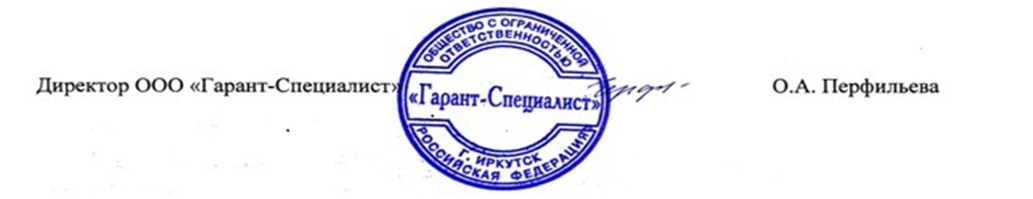 ОБЩЕСТВО С ОГРАНИЧЕННОЙ
ОТВЕТСТВЕННОСТЬЮ
Директор ООО «Гарант-Специалист»
«Гарант-Специалист»
О.А. Перфильева
Г. ИРКУТСК
РОССИЙСКАЯ ФЕДЕРАЦИЯ